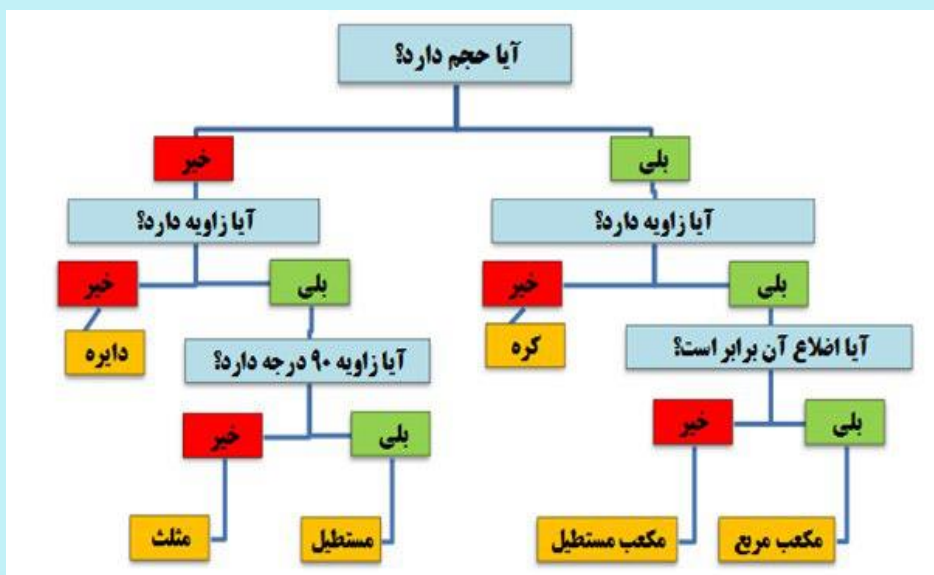 آیا حجم دارد؟
بلی
خیر
آیا زاویه دارد؟
آیا زاویه دارد؟
بلی
خیر
بلی
خیر
آیا اضلاع آن برابر است؟
کره
آیا زاویه ۹۰ درجه دارد؟
دایره
بلی
خیر
بلی
خیر
مکعب مربع
مکعب مستطیل
مستطیل
مثلث